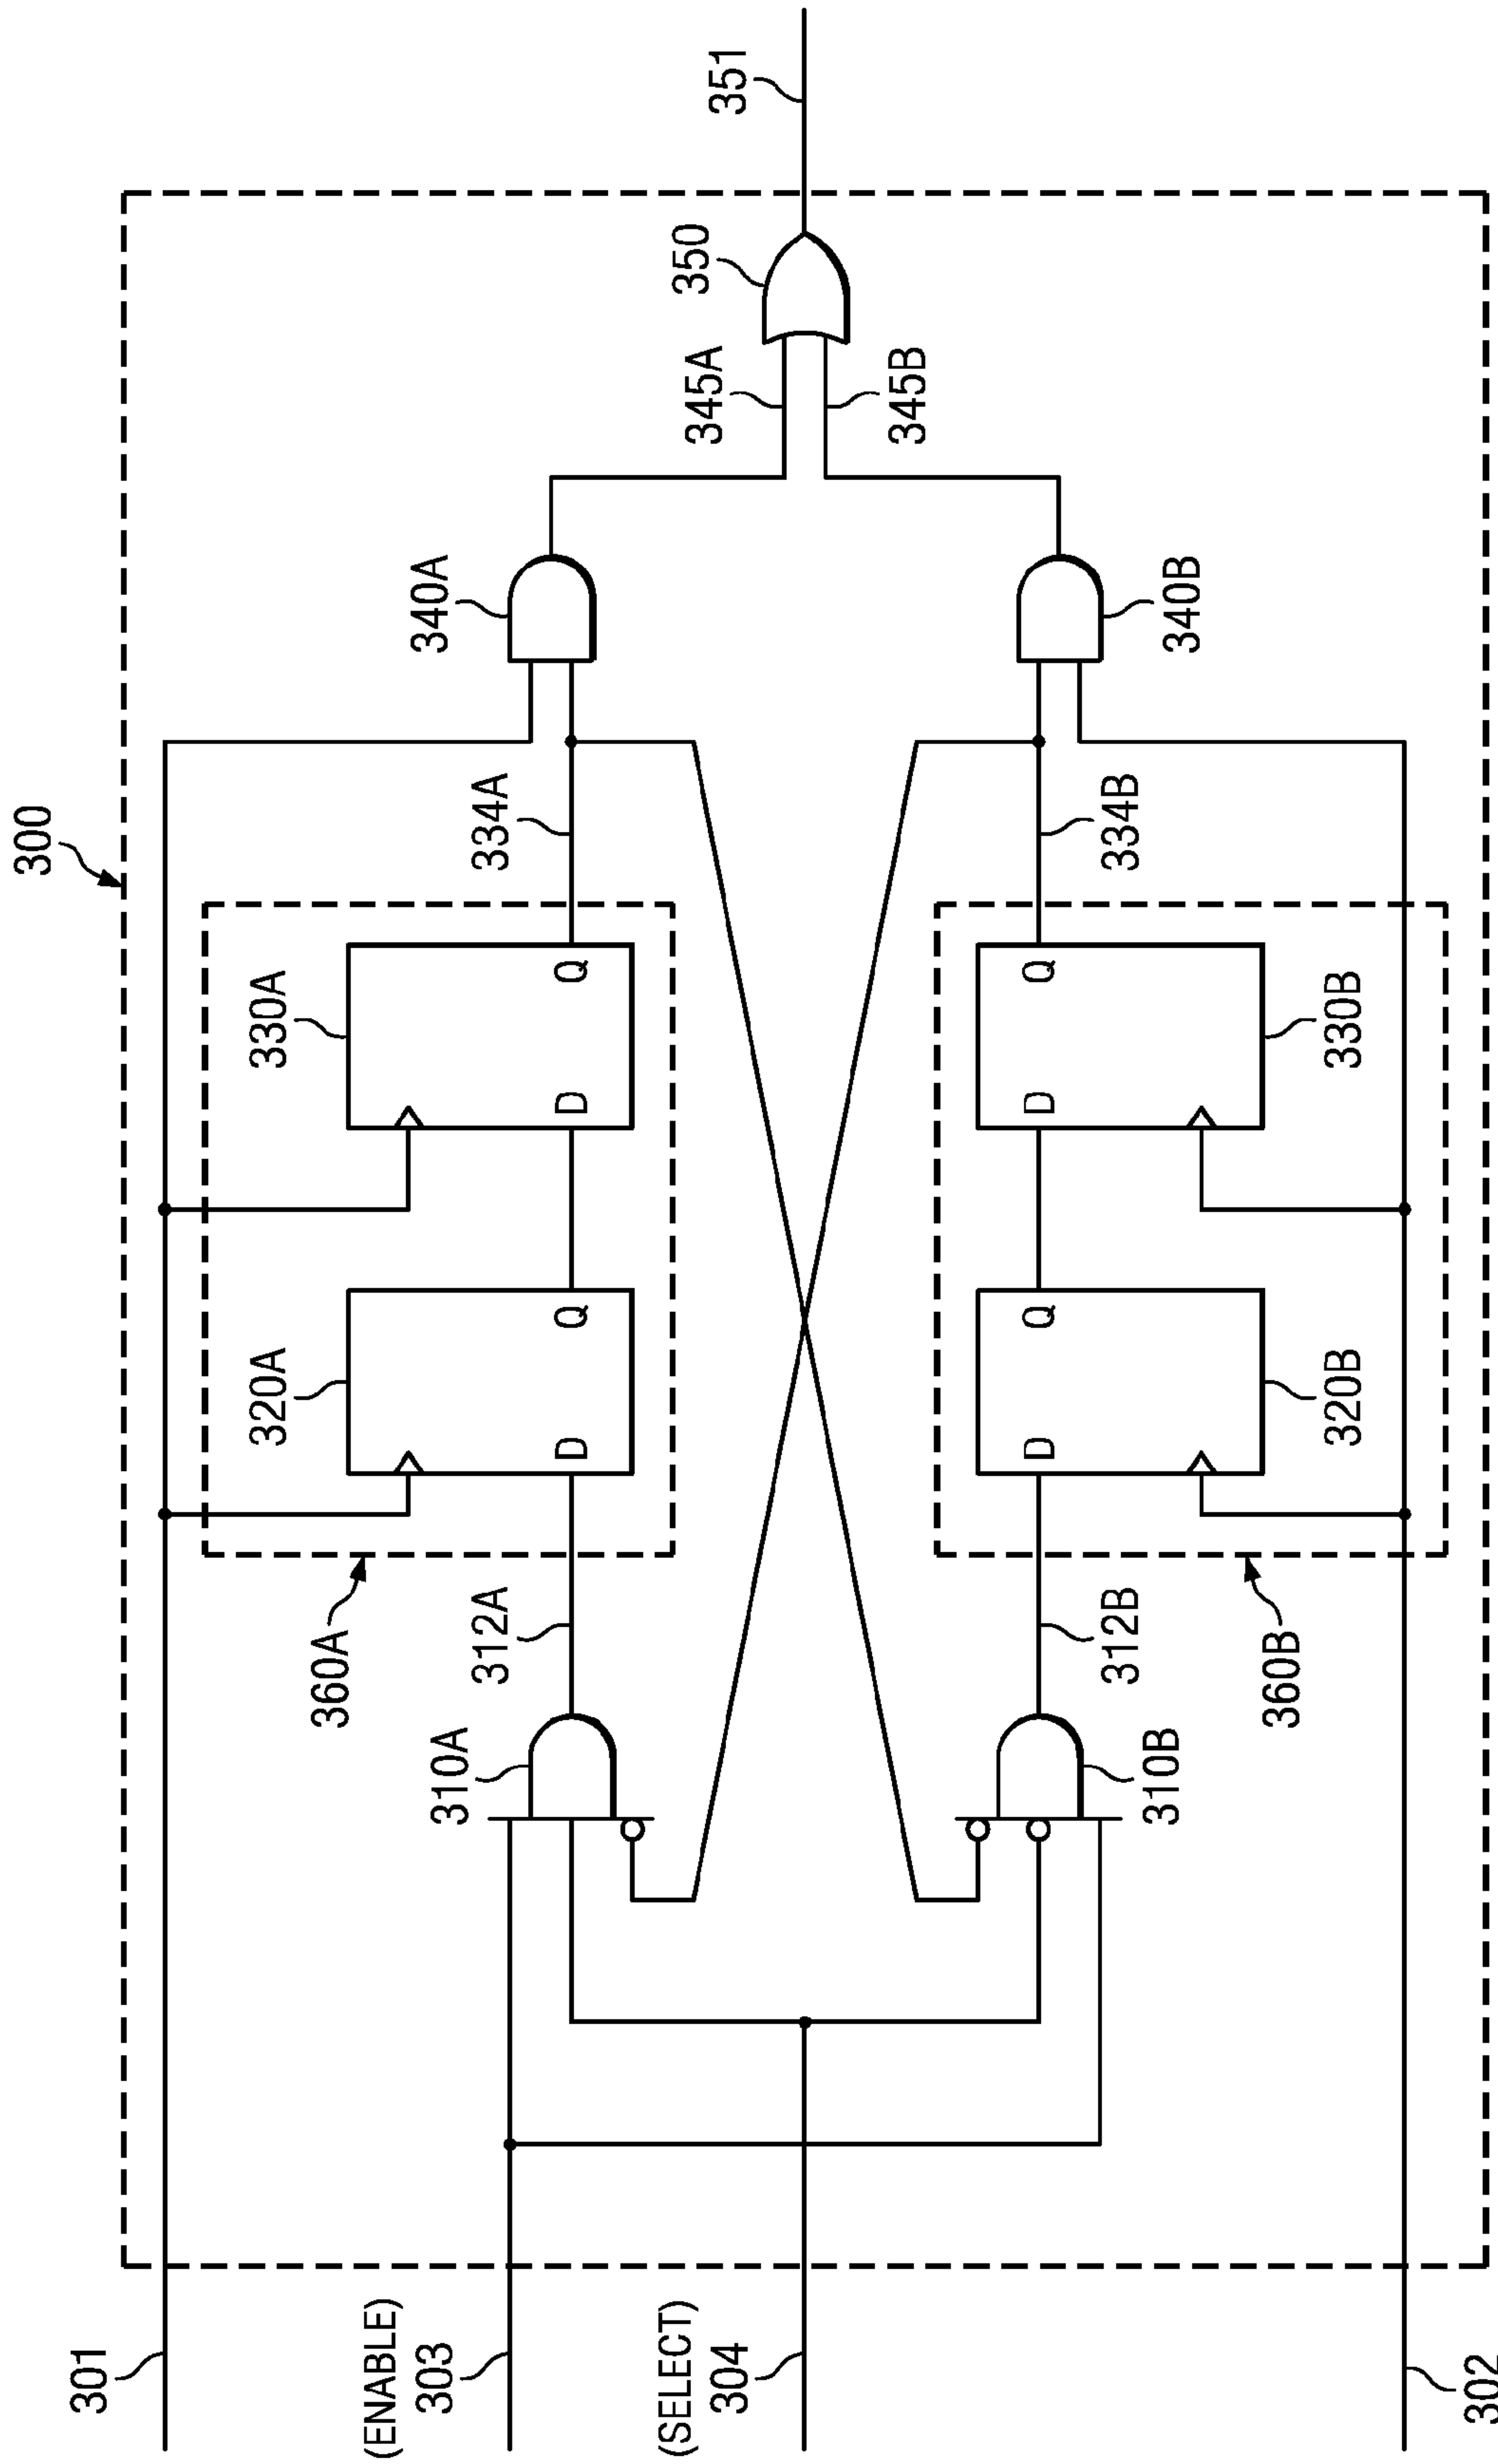 300
301
(ENABLE)
303
(SELECT)
304
302
310A
312A
360A
320A
D
Q
330A
D
Q
334A
340A
345A
350
351
345B
310B
312B
360B
320B
D
Q
330B
D
Q
334B
340B